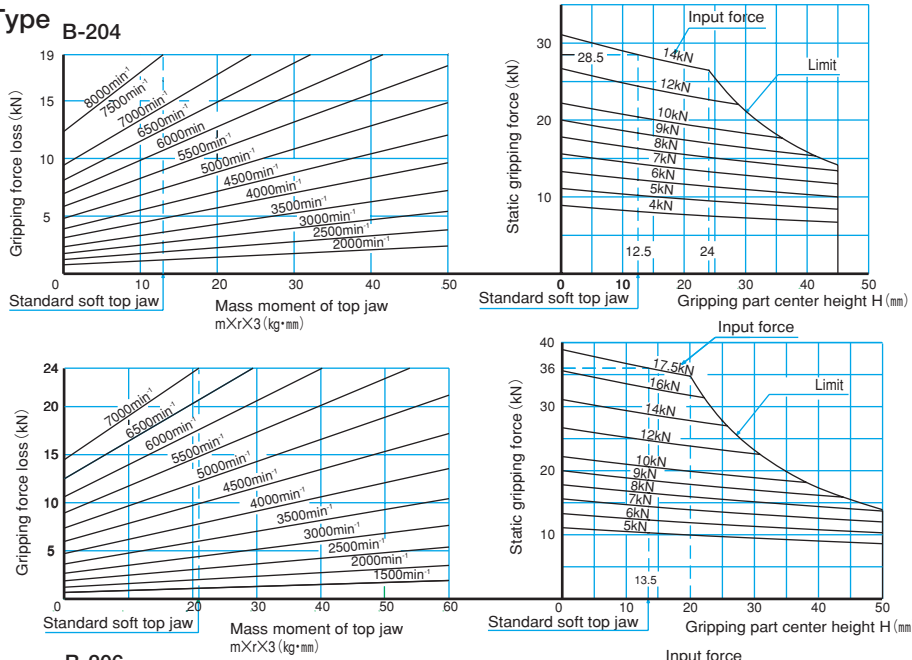 Type B-204
Gripping force loss (kN)
19
15
10
5
0
8000min⁻¹
7500min⁻¹
7000min⁻¹
6500min⁻¹
6000min
5500min⁻¹
5000min⁻¹
4500min⁻¹
4000min⁻¹
3500min⁻¹
3000min⁻¹
2500min⁻¹
2000min⁻¹
10 20 30 40 50
Standard soft top jaw
Mass moment of top jaw
m×r×3 (kg・mm)
Static gripping force (kN)
30
20
10
Input force
28.5
14kN
Limit
12kN
10kN
9kN
8kN
7kN
6kN
5kN
4kN
12.5 24
0 10 20 30 40 50
Standard soft top jaw
Gripping part center height H (mm)
Gripping force loss (kN)
24
20
15
10
5
0
7000min⁻¹
6500min⁻¹
6000min⁻¹
5500min⁻¹
5000min⁻¹
4500min⁻¹
4000min⁻¹
3500min⁻¹
3000min⁻¹
2500min⁻¹
2000min⁻¹
1500min⁻¹
10 20 30 40 50 60
Standard soft top jaw
Mass moment of top jaw
m×r×3 (kg・mm)
Static gripping force (kN)
40
36
30
20
10
Input force
17.5kN
16kN
Limit
14kN
12kN
10kN
9kN
8kN
7kN
6kN
5kN
13.5
0 10 20 30 40 50
Standard soft top jaw
Gripping part center height H (mm
Input force